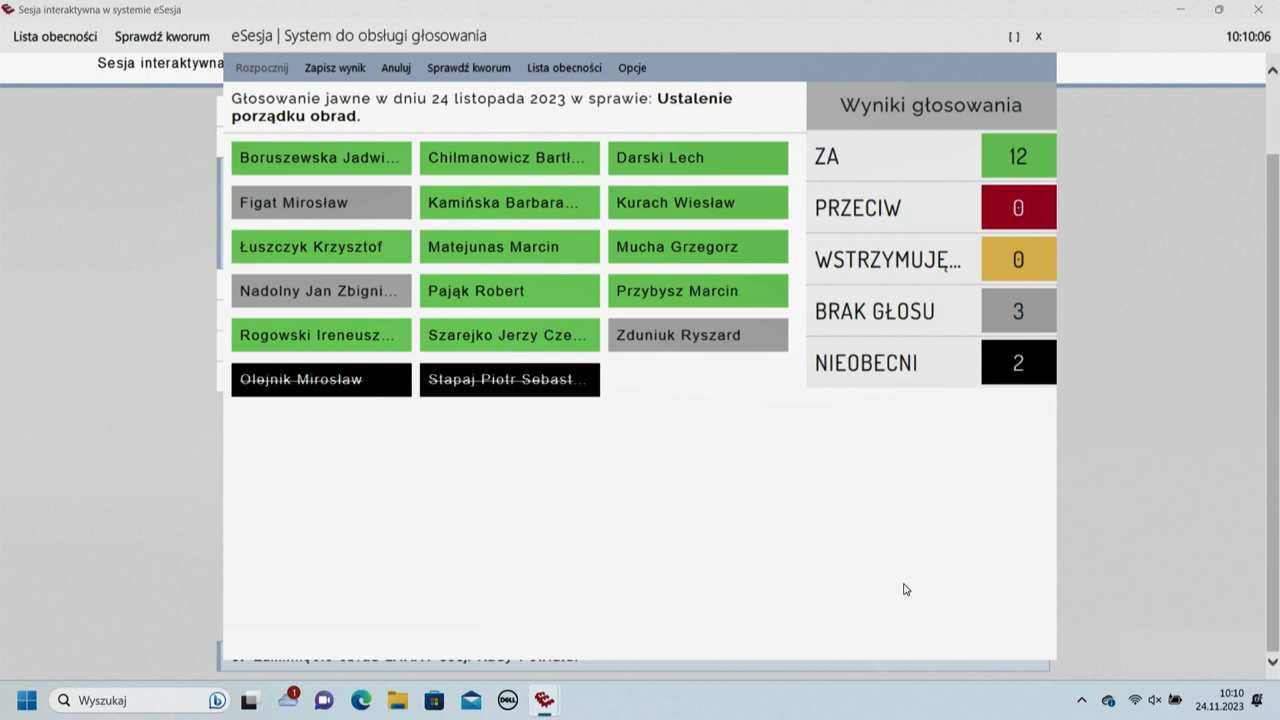 Sesja interaktywna w systemie eSesja
Lista obecności Sprawdź kworum eSesja | System do obsługi głosowania [ ] x 10:10:06
Sesja interaktywna
Rozpocznij Zapisz wynik Anuluj Sprawdź kworum Lista obecności Opcje
Głosowanie jawne w dniu 24 listopada 2023 w sprawie: Ustalenie
porządku obrad.
Wyniki głosowania
Boruszewska Jadwi... Chilmanowicz Bartł... Darski Lech
ZA 12
Figat Mirosław Kamińska Barbara... Kurach Wiesław
PRZECIW 0
Łuszczyk Krzysztof Matejunas Marcin Mucha Grzegorz
WSTRZYMUJĘ... 0
Nadolny Jan Zbigni... Pająk Robert Przybysz Marcin
BRAK GŁOSU 3
Rogowski Ireneusz... Szarejko Jerzy Cze... Zduniuk Ryszard
NIEOBECNI 2
Olejnik Mirosław Stapaj Piotr Sebast...
Wyszukaj
1
DELL
10:10
24.11.2023